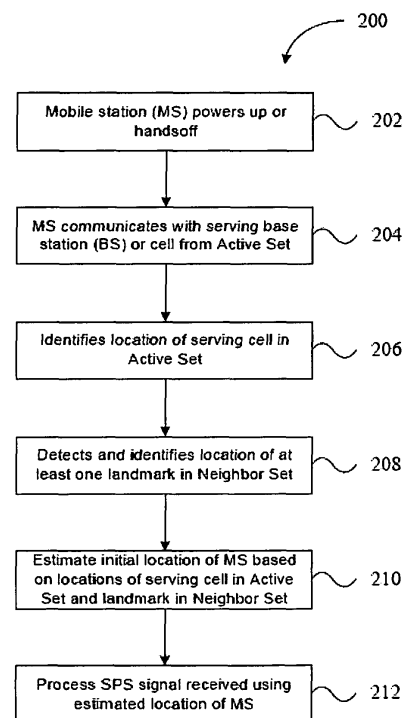 200
Mobile station (MS) powers up or
handsoff
202
MS communicates with serving base
station (BS) or cell from Active Set
204
Identifies location of serving cell in
Active Set
206
Detects and identifies location of at
least one landmark in Neighbor Set
208
Estimate initial location of MS based
on locations of serving cell in Active
Set and landmark in Neighbor Set
210
Process SPS signal received using
estimated location of MS
212